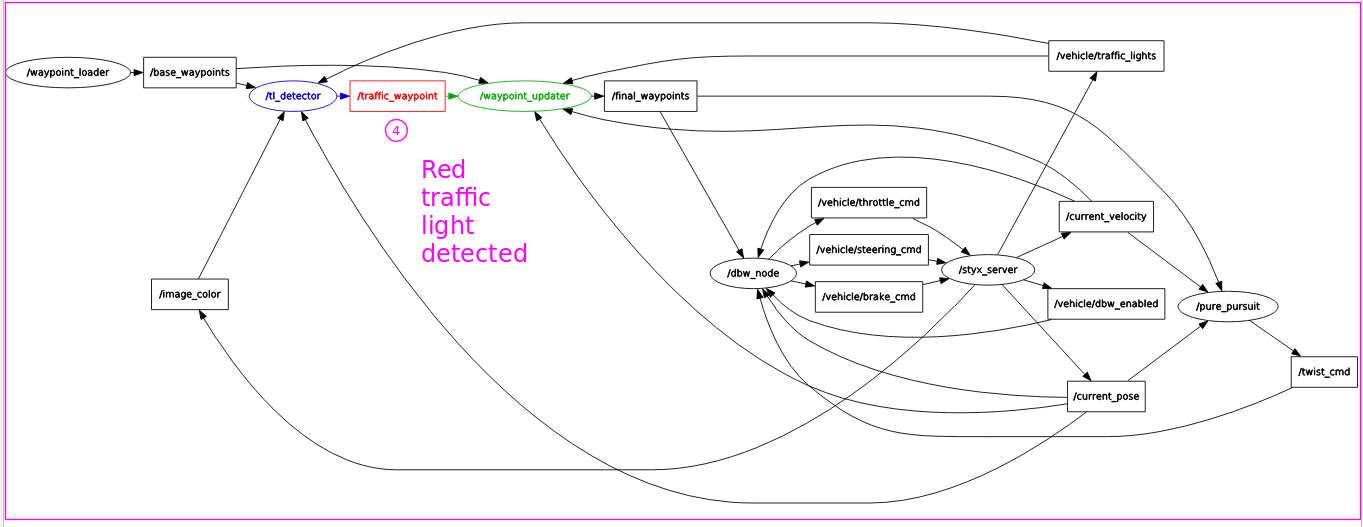 /vehicle/traffic_lights
/waypoint_loader
/base_waypoints
/tl_detector
/traffic_waypoint
/waypoint_updater
/final_waypoints
4
Red
traffic
light
detected
/vehicle/throttle_cmd
/current_velocity
/vehicle/steering_cmd
/dbw_node
/styx_server
/image_color
/vehicle/brake_cmd
/vehicle/dbw_enabled
/pure_pursuit
/twist_cmd
/current_pose